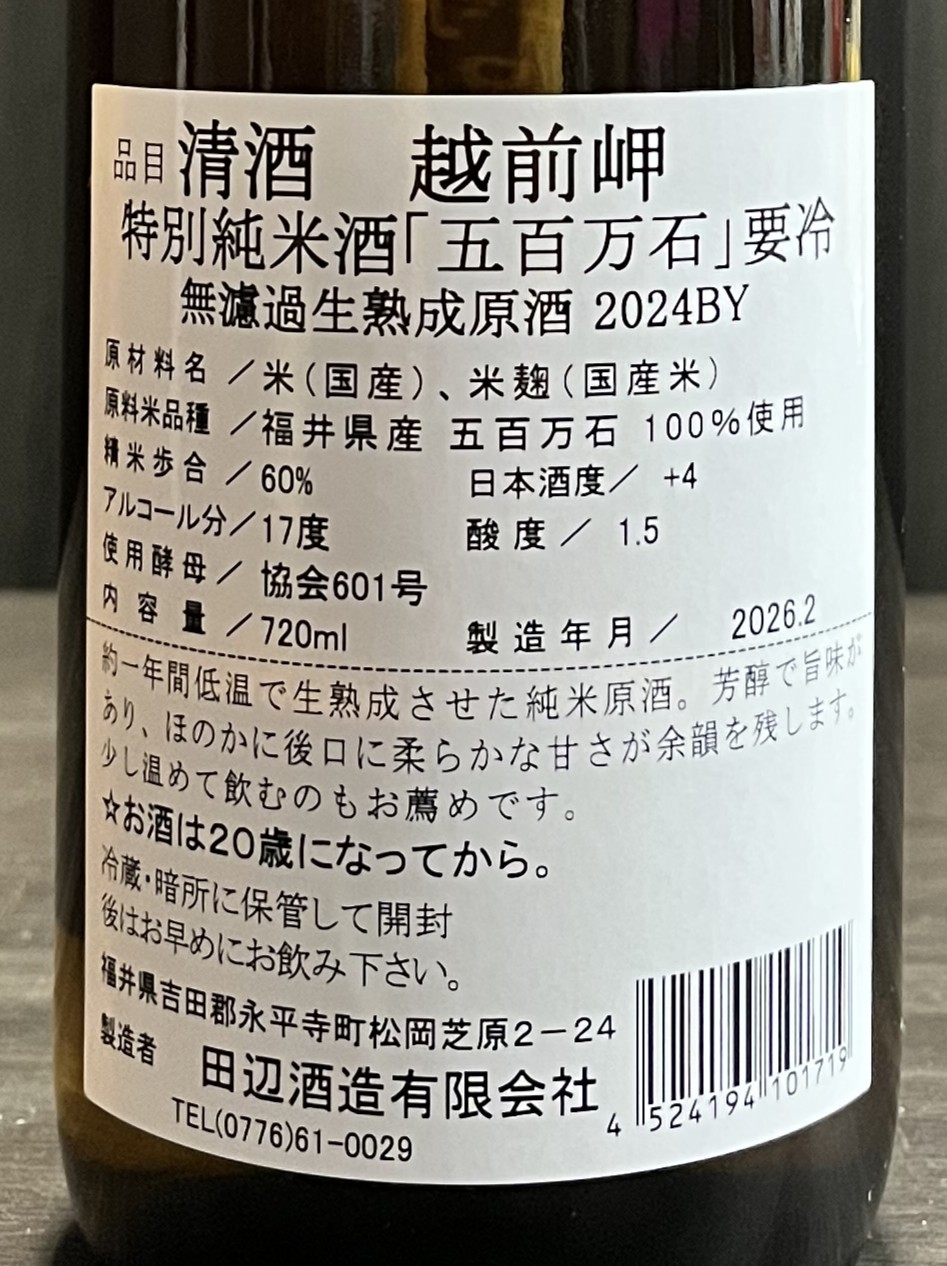 品目 清酒 越前岬
特別純米酒「五百万石」要冷
無濾過生熟成原酒 2024BY
原材料名／米(国産)、米麹(国産米)
原料米品種／福井県産 五百万石 100%使用
精米歩合／60% 日本酒度／ +4
アルコール分／17度 酸度／ 1.5
使用酵母／協会601号
内容量／720ml 製造年月／ 2026.2
約一年間低温で生熟成させた純米原酒。芳醇で旨味が
あり、ほのかに後口に柔らかな甘さが余韻を残します。
少し温めて飲むのもお薦めです。
☆お酒は20歳になってから。
冷蔵・暗所に保管して開封
後はお早めにお飲み下さい。
福井県吉田郡永平寺町松岡芝原2－24
製造者 田辺酒造有限会社
TEL(0776)61-0029
4 524194 101719